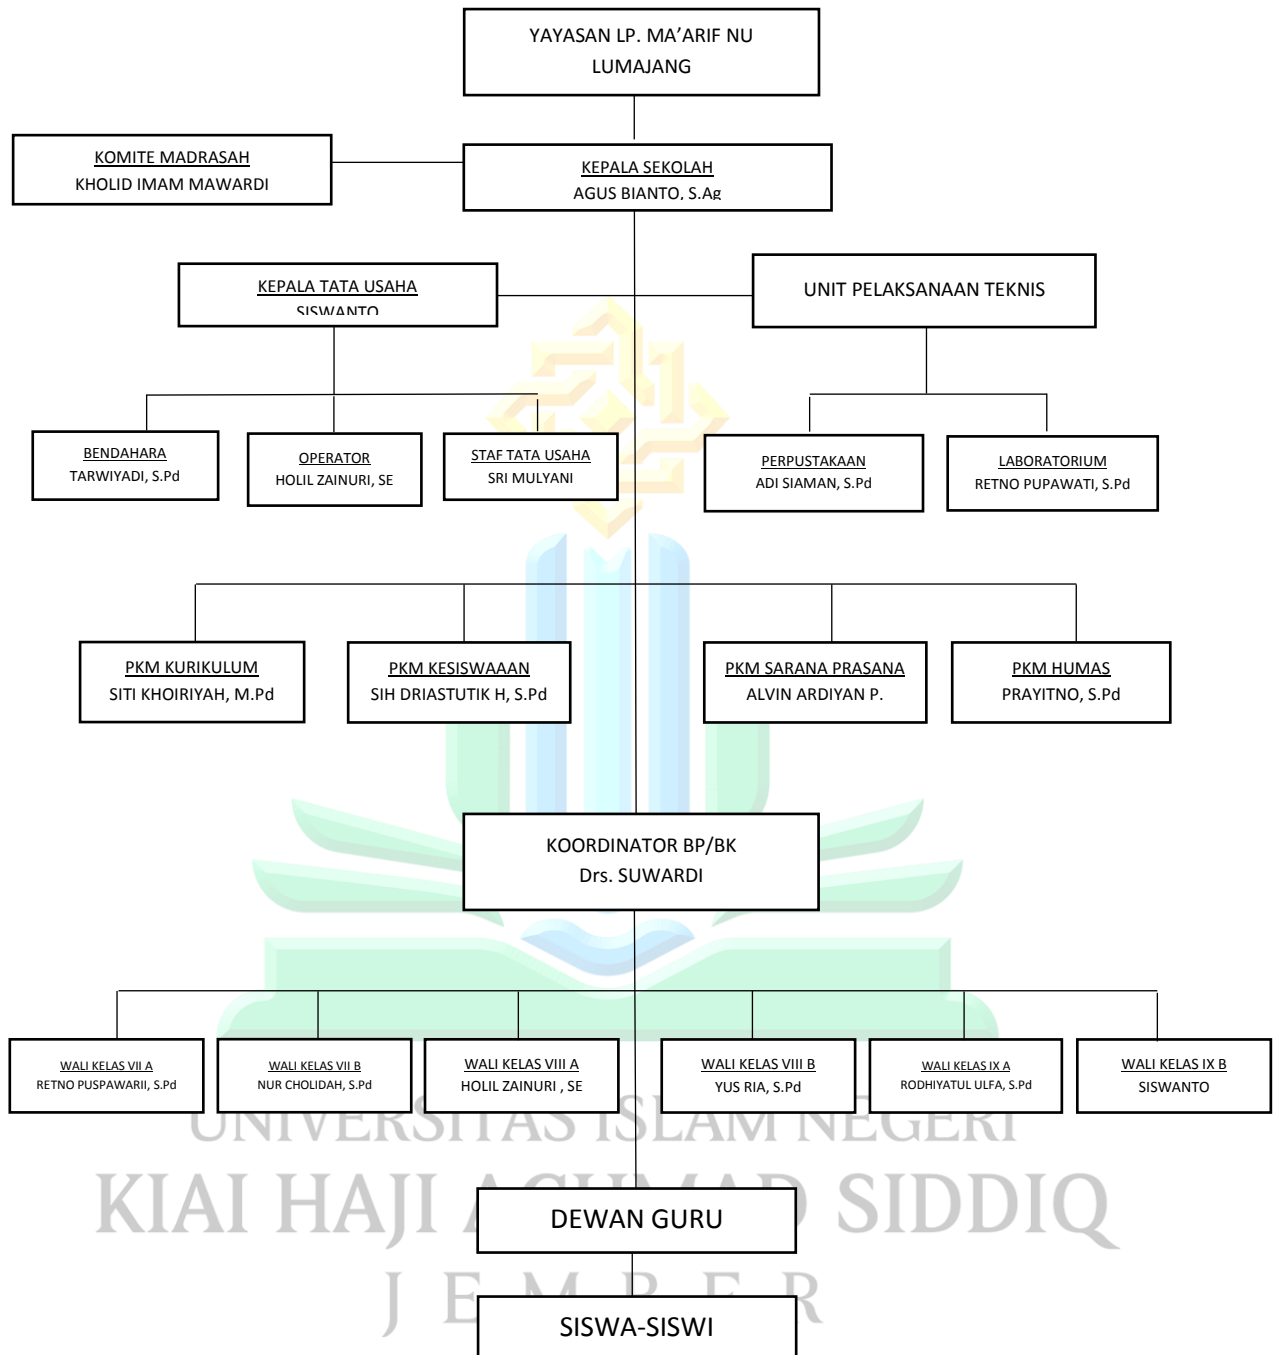 YAYASAN LP. MA’ARIF NU
LUMAJANG
KOMITE MADRASAH
KHOLID IMAM MAWARDI
KEPALA SEKOLAH
AGUS BIANTO, S.Ag
KEPALA TATA USAHA
SISWANTO
UNIT PELAKSANAAN TEKNIS
BENDAHARA
TARWIYADI, S.Pd
OPERATOR
HOLIL ZAINURI, SE
STAF TATA USAHA
SRI MULYANI
PERPUSTAKAAN
ADI SIAMAN, S.Pd
LABORATORIUM
RETNO PUPAWATI, S.Pd
PKM KURIKULUM
SITI KHOIRIYAH, M.Pd
PKM KESISWAAAN
SIH DRIASTUTIK H, S.Pd
PKM SARANA PRASANA
ALVIN ARDIYAN P.
PKM HUMAS
PRAYITNO, S.Pd
KOORDINATOR BP/BK
Drs. SUWARDI
WALI KELAS VII A
RETNO PUSPAWARII, S.Pd
WALI KELAS VII B
NUR CHOLIDAH, S.Pd
WALI KELAS VIII A
HOLIL ZAINURI , SE
WALI KELAS VIII B
YUS RIA, S.Pd
WALI KELAS IX A
RODHIYATUL ULFA, S.Pd
WALI KELAS IX B
SISWANTO
UNIVERSITAS ISLAM NEGERI
KIAI HAJI ACHMAD SIDDIQ
DEWAN GURU
JEMBER
SISWA-SISWI